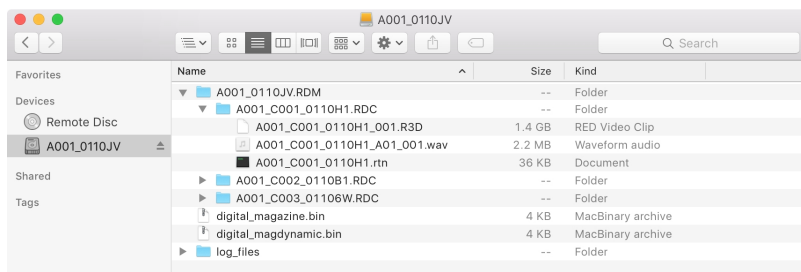 A001_0110JV
Search
Favorites
Devices
Remote Disc
A001_0110JV
Shared
Tags
Name Size Kind
A001_0110JV.RDM -- Folder
A001_C001_0110H1.RDC -- Folder
A001_C001_0110H1_001.R3D 1.4 GB RED Video Clip
A001_C001_0110H1_A01_001.wav 2.2 MB Waveform audio
A001_C001_0110H1.rtn 36 KB Document
A001_C002_0110B1.RDC -- Folder
A001_C003_01106W.RDC -- Folder
digital_magazine.bin 4 KB MacBinary archive
digital_magdynamic.bin 4 KB MacBinary archive
log_files -- Folder